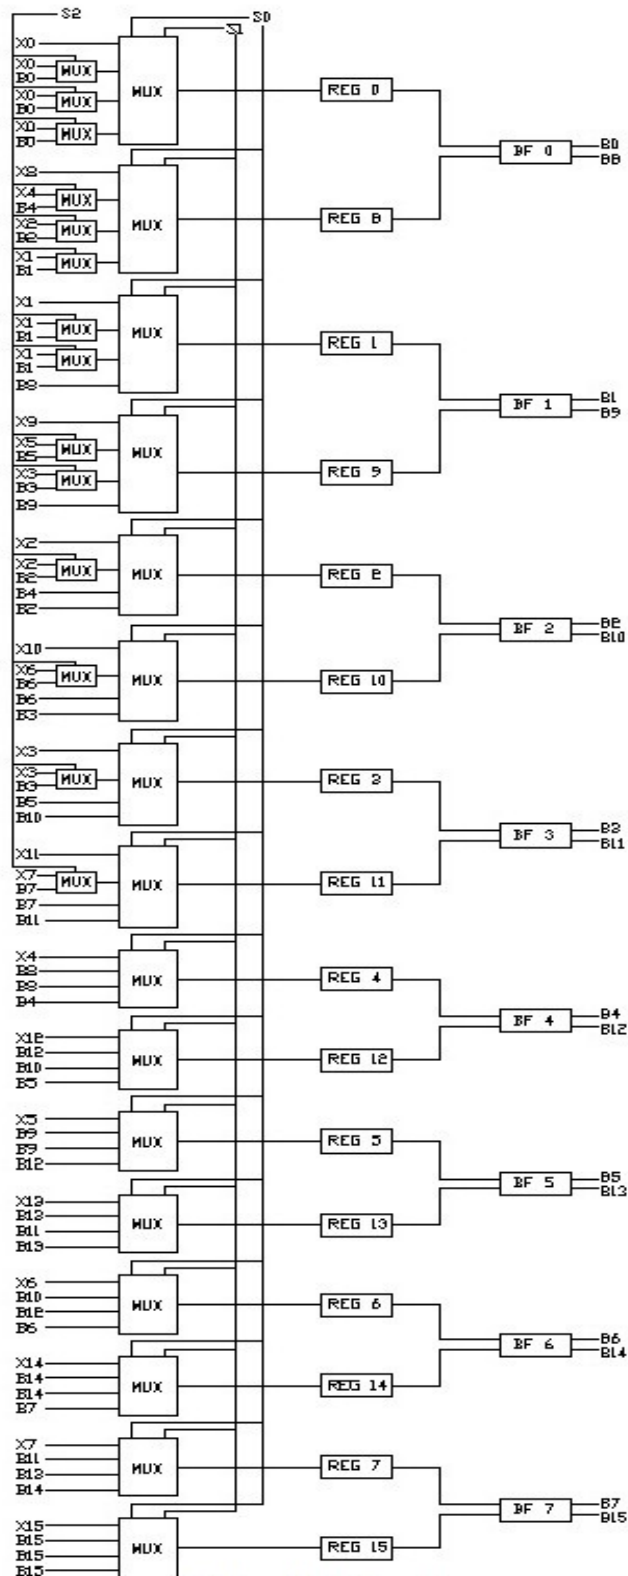 S2
S0
S1
X0
X0
B0
MUX
X0
B0
MUX
X0
B0
MUX
MUX
REG 0
BF 0
B0
B8
X8
X4
B4
MUX
X2
B2
MUX
X1
B1
MUX
MUX
REG 8
X1
X1
B1
MUX
X1
B1
MUX
B8
MUX
REG 1
BF 1
B1
B9
X9
X5
B5
MUX
X3
B3
MUX
B9
MUX
REG 9
X2
X2
B2
MUX
B4
B2
MUX
REG 2
BF 2
B2
B10
X10
X6
B6
MUX
B6
B3
MUX
REG 10
X3
X3
B3
MUX
B5
B10
MUX
REG 3
BF 3
B3
B11
X11
X7
B7
MUX
B7
B11
MUX
REG 11
X4
B8
B8
B4
MUX
REG 4
BF 4
B4
B12
X12
B12
B10
B5
MUX
REG 12
X5
B9
B9
B12
MUX
REG 5
BF 5
B5
B13
X13
B13
B11
B13
MUX
REG 13
X6
B10
B12
B6
MUX
REG 6
BF 6
B6
B14
X14
B14
B14
B7
MUX
REG 14
X7
B11
B13
B14
MUX
REG 7
BF 7
B7
B15
X15
B15
B15
B15
MUX
REG 15